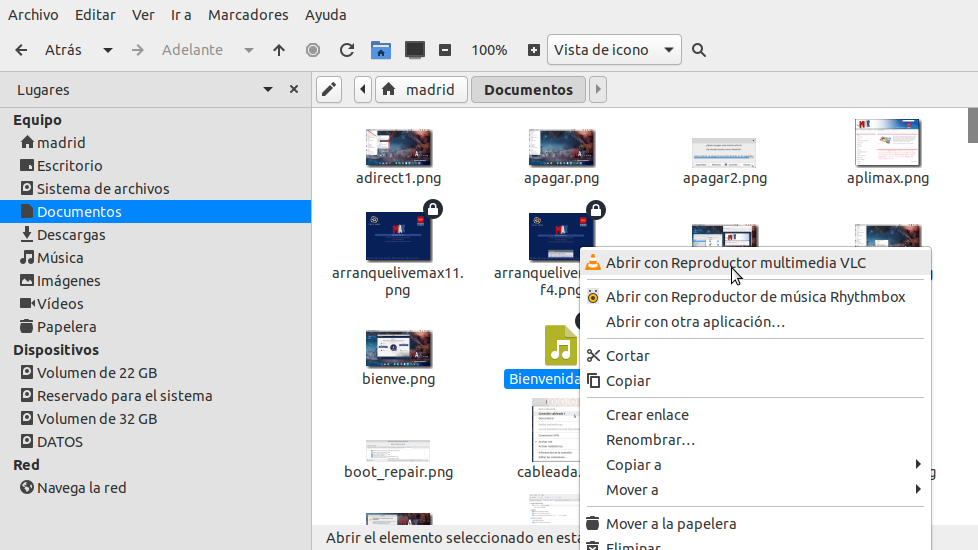 Archivo Editar Ver Ir a Marcadores Ayuda
Atrás Adelante 100% Vista de icono
Lugares madrid Documentos
Equipo
madrid
Escritorio
Sistema de archivos
Documentos
Descargas
Música
Imágenes
Vídeos
Papelera
Dispositivos
Volumen de 22 GB
Reservado para el sistema
Volumen de 32 GB
DATOS
Red
Navega la red
adirect1.png apagar.png apagar2.png aplimax.png
arranquelivemax11.
png
arranquelive
f4.png
bienve.png
Bienvenida
boot_repair.png
cableada.
Abrir con Reproductor multimedia VLC
Abrir con Reproductor de música Rhythmbox
Abrir con otra aplicación...
Cortar
Copiar
Crear enlace
Renombrar...
Copiar a
Mover a
Mover a la papelera
Eliminar
Abrir el elemento seleccionado en esta